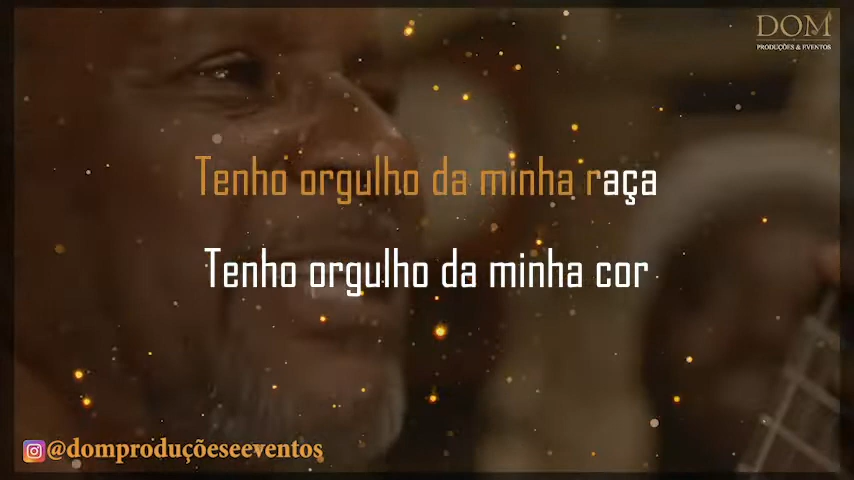 DOM
PRODUÇÕES & EVENTOS
Tenho orgulho da minha raça
Tenho orgulho da minha cor
@domproduçõeseeventos